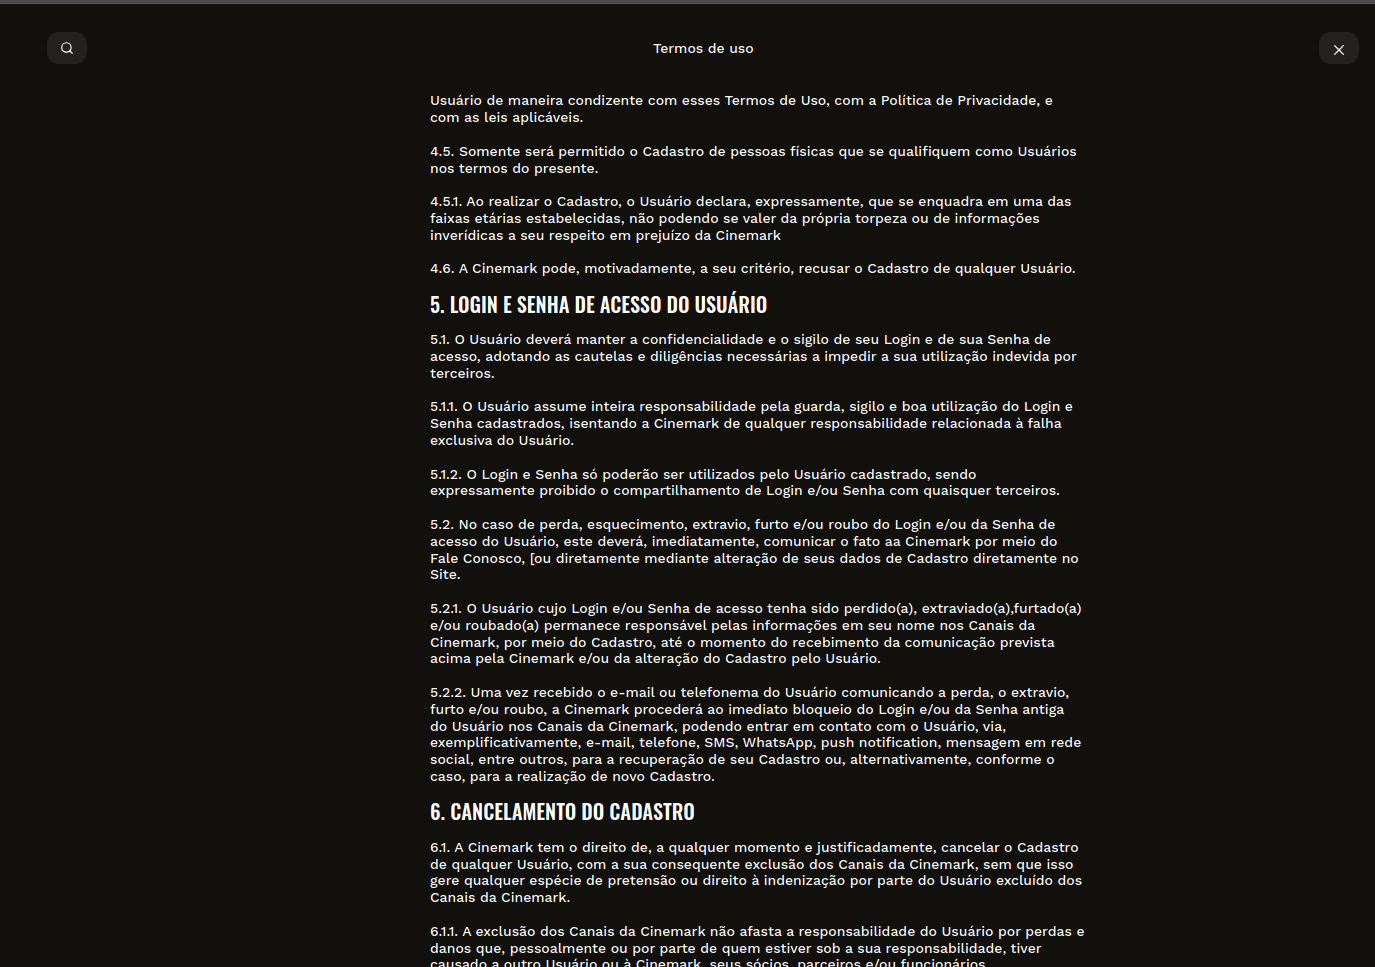 Termos de uso
Usuário de maneira condizente com esses Termos de Uso, com a Política de Privacidade, e
com as leis aplicáveis.
4.5. Somente será permitido o Cadastro de pessoas físicas que se qualifiquem como Usuários
nos termos do presente.
4.5.1. Ao realizar o Cadastro, o Usuário declara, expressamente, que se enquadra em uma das
faixas etárias estabelecidas, não podendo se valer da própria torpeza ou de informações
inverídicas a seu respeito em prejuízo da Cinemark
4.6. A Cinemark pode, motivadamente, a seu critério, recusar o Cadastro de qualquer Usuário.
5. LOGIN E SENHA DE ACESSO DO USUÁRIO
5.1. O Usuário deverá manter a confidencialidade e o sigilo de seu Login e de sua Senha de
acesso, adotando as cautelas e diligências necessárias a impedir a sua utilização indevida por
terceiros.
5.1.1. O Usuário assume inteira responsabilidade pela guarda, sigilo e boa utilização do Login e
Senha cadastrados, isentando a Cinemark de qualquer responsabilidade relacionada à falha
exclusiva do Usuário.
5.1.2. O Login e Senha só poderão ser utilizados pelo Usuário cadastrado, sendo
expressamente proibido o compartilhamento de Login e/ou Senha com quaisquer terceiros.
5.2. No caso de perda, esquecimento, extravio, furto e/ou roubo do Login e/ou da Senha de
acesso do Usuário, este deverá, imediatamente, comunicar o fato aa Cinemark por meio do
Fale Conosco, [ou diretamente mediante alteração de seus dados de Cadastro diretamente no
Site.
5.2.1. O Usuário cujo Login e/ou Senha de acesso tenha sido perdido(a), extraviado(a),furtado(a)
e/ou roubado(a) permanece responsável pelas informações em seu nome nos Canais da
Cinemark, por meio do Cadastro, até o momento do recebimento da comunicação prevista
acima pela Cinemark e/ou da alteração do Cadastro pelo Usuário.
5.2.2. Uma vez recebido o e-mail ou telefonema do Usuário comunicando a perda, o extravio,
furto e/ou roubo, a Cinemark procederá ao imediato bloqueio do Login e/ou da Senha antiga
do Usuário nos Canais da Cinemark, podendo entrar em contato com o Usuário, via,
exemplificativamente, e-mail, telefone, SMS, WhatsApp, push notification, mensagem em rede
social, entre outros, para a recuperação de seu Cadastro ou, alternativamente, conforme o
caso, para a realização de novo Cadastro.
6. CANCELAMENTO DO CADASTRO
6.1. A Cinemark tem o direito de, a qualquer momento e justificadamente, cancelar o Cadastro
de qualquer Usuário, com a sua consequente exclusão dos Canais da Cinemark, sem que isso
gere qualquer espécie de pretensão ou direito à indenização por parte do Usuário excluído dos
Canais da Cinemark.
6.1.1. A exclusão dos Canais da Cinemark não afasta a responsabilidade do Usuário por perdas e
danos que, pessoalmente ou por parte de quem estiver sob a sua responsabilidade, tiver
causado a outro Usuário ou à Cinemark, seus sócios, parceiros e/ou funcionários.